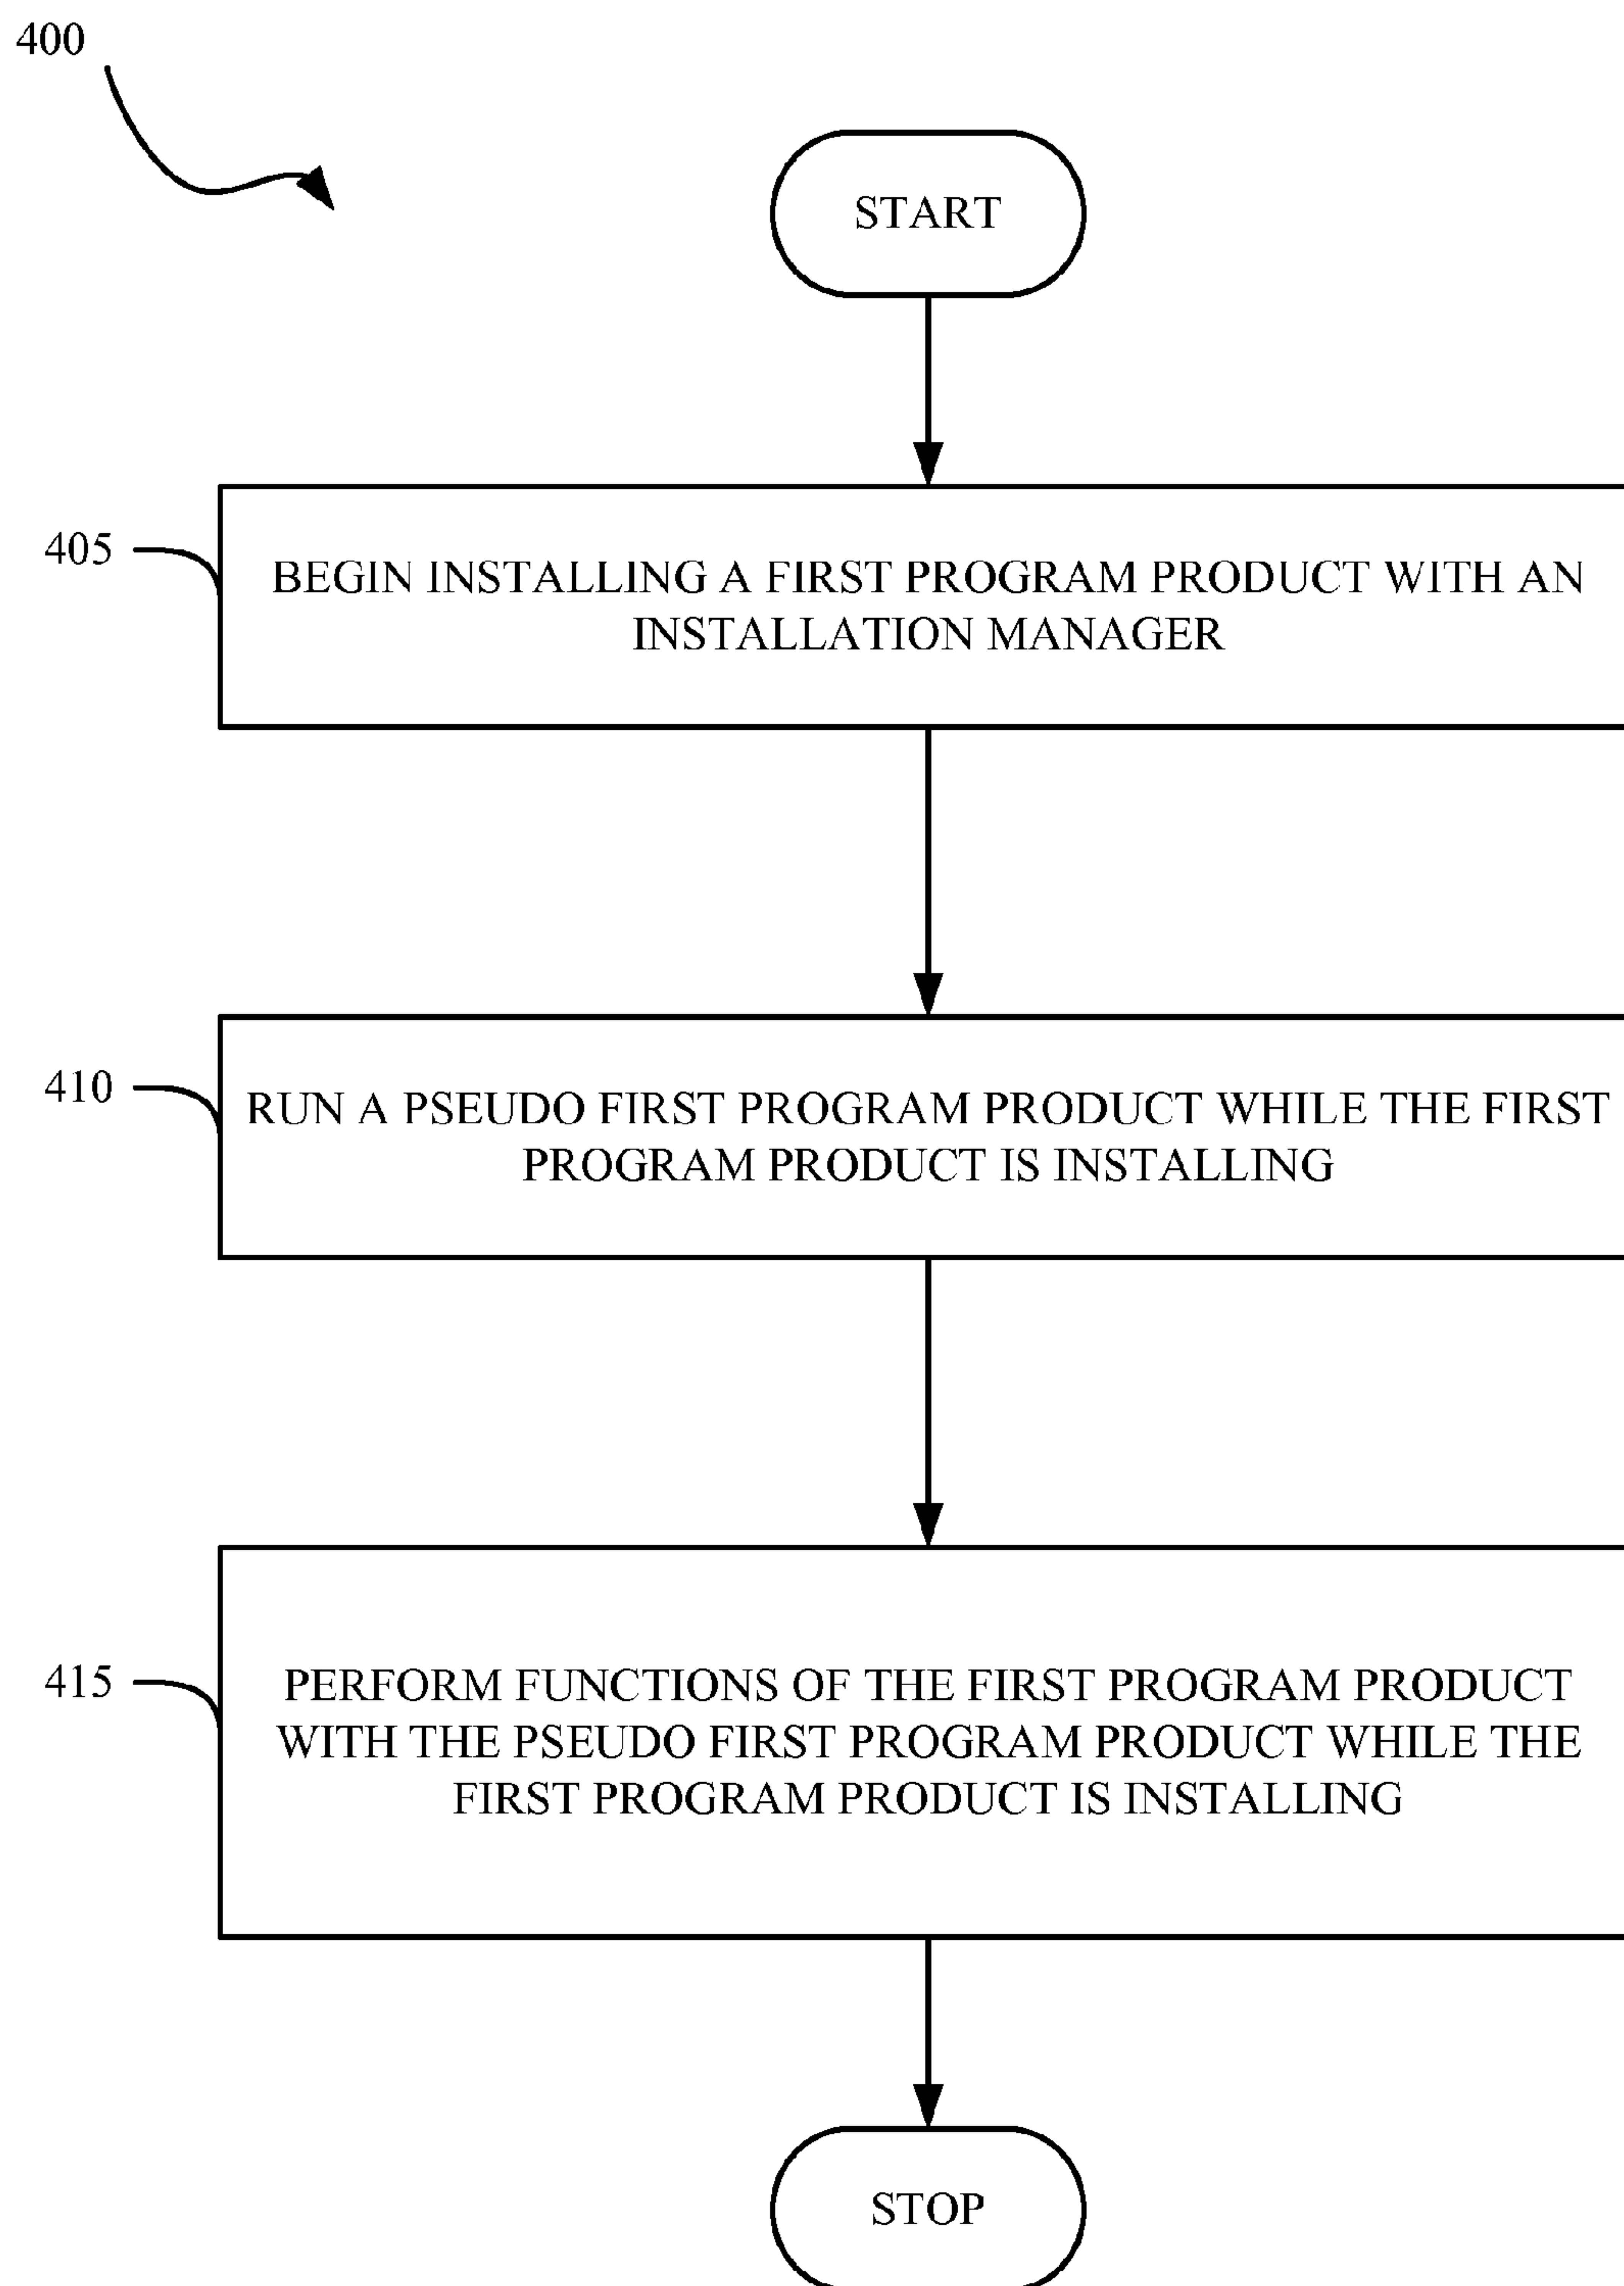 400
START
405
BEGIN INSTALLING A FIRST PROGRAM PRODUCT WITH AN
INSTALLATION MANAGER
410
RUN A PSEUDO FIRST PROGRAM PRODUCT WHILE THE FIRST
PROGRAM PRODUCT IS INSTALLING
415
PERFORM FUNCTIONS OF THE FIRST PROGRAM PRODUCT
WITH THE PSEUDO FIRST PROGRAM PRODUCT WHILE THE
FIRST PROGRAM PRODUCT IS INSTALLING
STOP